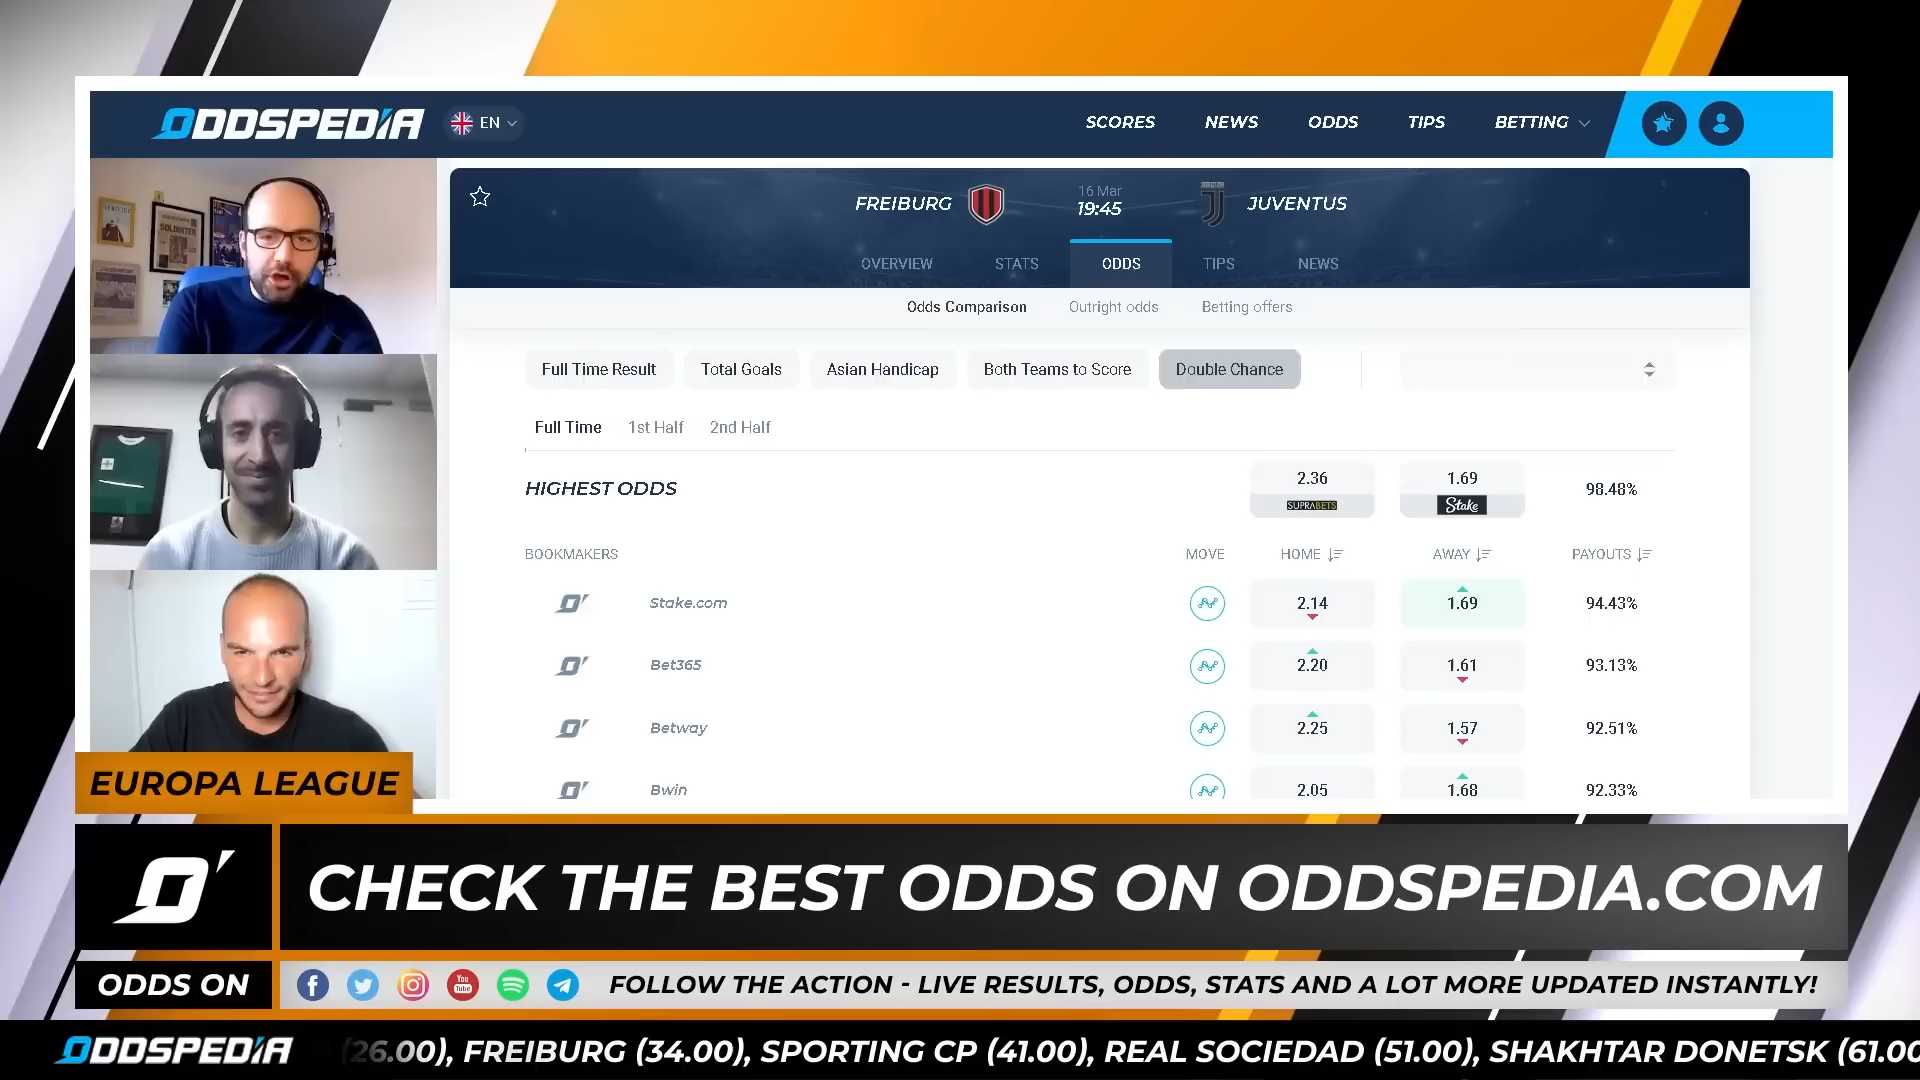 ODDSPEDIA
EN
SCORES
NEWS
ODDS
TIPS
BETTING
FREIBURG
16 Mar
19:45
JUVENTUS
OVERVIEW
STATS
ODDS
TIPS
NEWS
Odds Comparison
Outright odds
Betting offers
Full Time Result
Total Goals
Asian Handicap
Both Teams to Score
Double Chance
Full Time
1st Half
2nd Half
HIGHEST ODDS
2.36
SUPRABETS
1.69
Stake
98.48%
BOOKMAKERS
MOVE
HOME
AWAY
PAYOUTS
Stake.com
2.14
1.69
94.43%
Bet365
2.20
1.61
93.13%
Betway
2.25
1.57
92.51%
Bwin
2.05
1.68
92.33%
EUROPA LEAGUE
CHECK THE BEST ODDS ON ODDSPEDIA.COM
ODDS ON
You
Tube
FOLLOW THE ACTION - LIVE RESULTS, ODDS, STATS AND A LOT MORE UPDATED INSTANTLY!
ODDSPEDIA
(26.00), FREIBURG (34.00), SPORTING CP (41.00), REAL SOCIEDAD (51.00), SHAKHTAR DONETSK (61.00